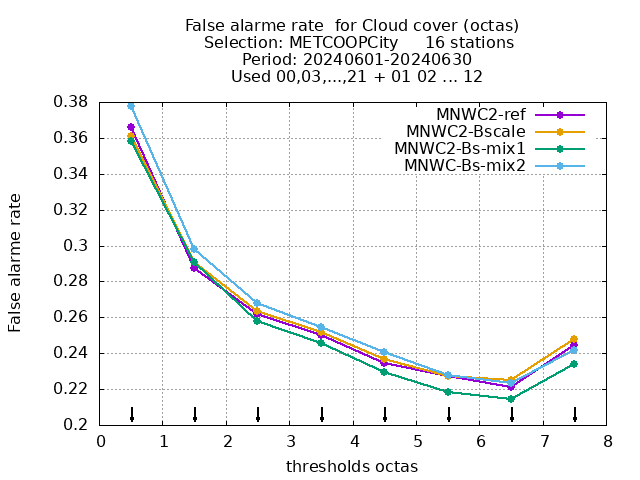 False alarme rate  for Cloud cover (octas)
Selection: METCOOPCity     16 stations
Period: 20240601-20240630
Used 00,03,...,21 + 01 02 ... 12
MNWC2-ref
MNWC2-Bscale
MNWC2-Bs-mix1
MNWC-Bs-mix2
False alarme rate
0.38
0.36
0.34
0.32
0.3
0.28
0.26
0.24
0.22
0.2
0 1 2 3 4 5 6 7 8
thresholds octas